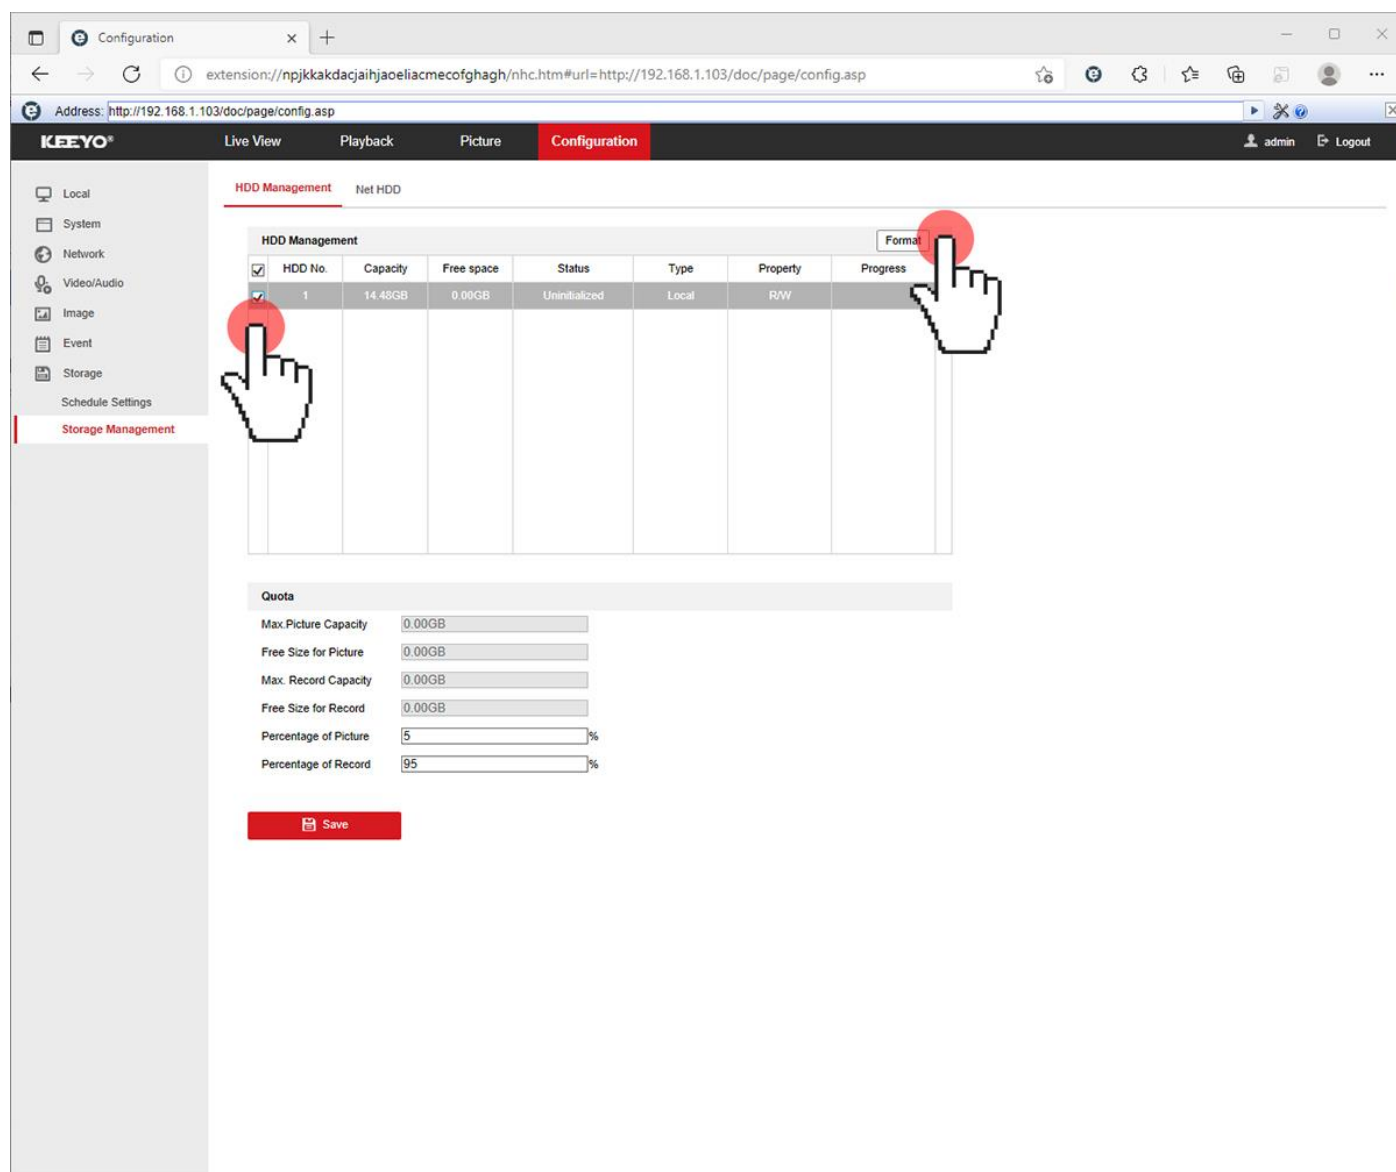 Configuration
extension://npjkkakdacjaihjaoeliacmecofghagh/nhc.htm#url=http://192.168.1.103/doc/page/config.asp
Address: http://192.168.1.103/doc/page/config.asp
KEEYO® Live View Playback Picture Configuration admin Logout
HDD Management Net HDD
Local
System
Network
Video/Audio
Image
Event
Storage
Schedule Settings
Storage Management
HDD Management Format
HDD No. Capacity Free space Status Type Property Progress
1 14.48GB 0.00GB Uninitialized Local R/W
Quota
Max.Picture Capacity 0.00GB
Free Size for Picture 0.00GB
Max. Record Capacity 0.00GB
Free Size for Record 0.00GB
Percentage of Picture 5 %
Percentage of Record 95 %
Save